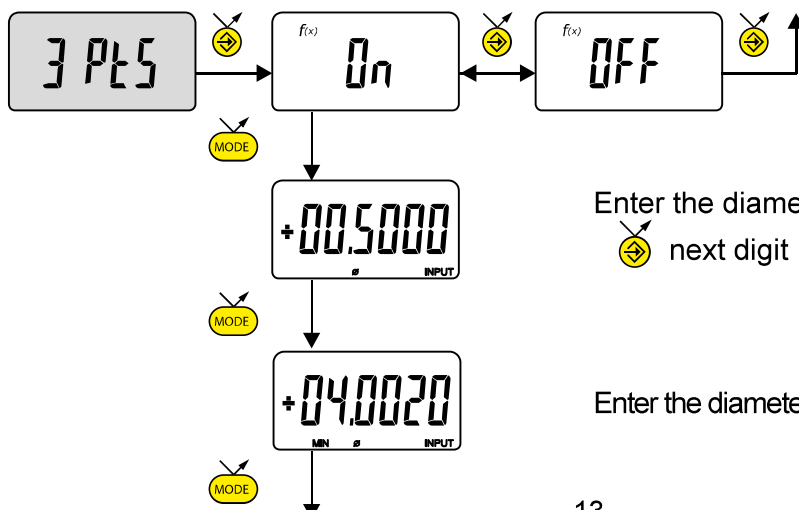 3 PtS
f(x)
On
f(x)
OFF
MODE
+00.5000
ø INPUT
Enter the diame
next digit
MODE
+04.0020
MIN ø INPUT
Enter the diamete
MODE
13